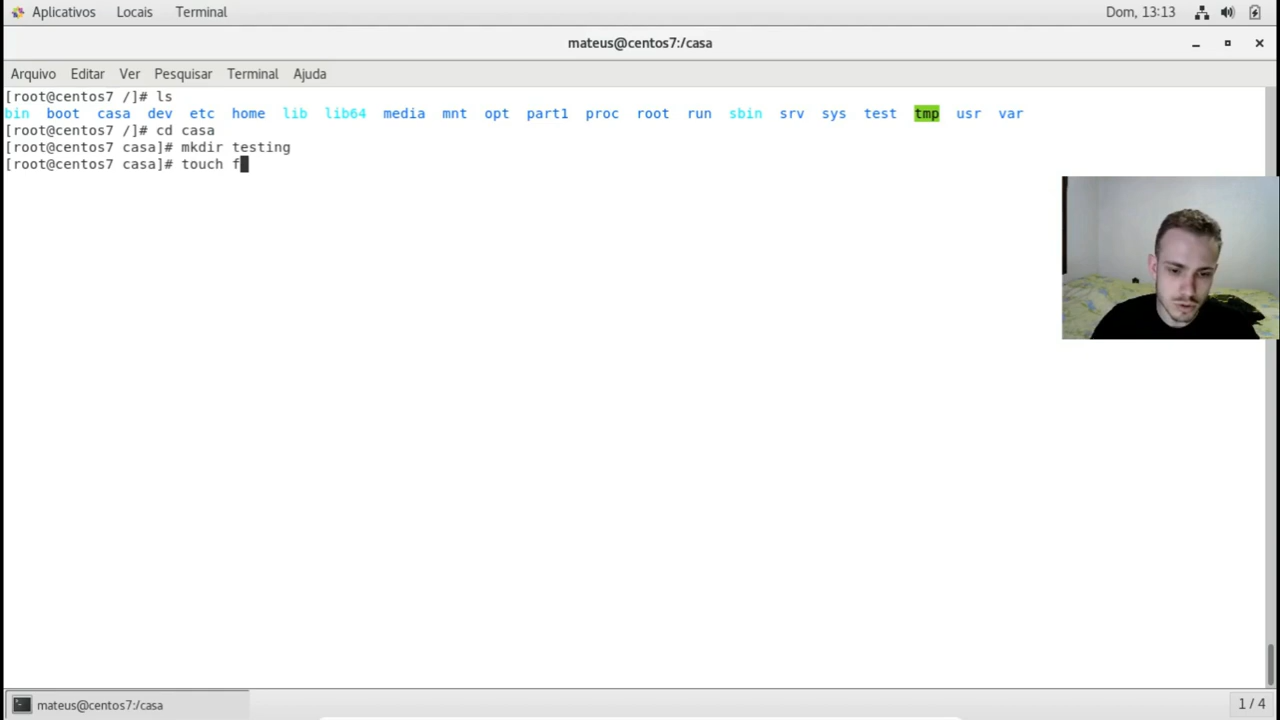 Aplicativos Locais Terminal Dom, 13:13
mateus@centos7:/casa
Arquivo Editar Ver Pesquisar Terminal Ajuda
[root@centos7 /]# ls
bin boot casa dev etc home lib lib64 media mnt opt part1 proc root run sbin srv sys test tmp usr var
[root@centos7 /]# cd casa
[root@centos7 casa]# mkdir testing
[root@centos7 casa]# touch f
mateus@centos7:/casa 1 / 4